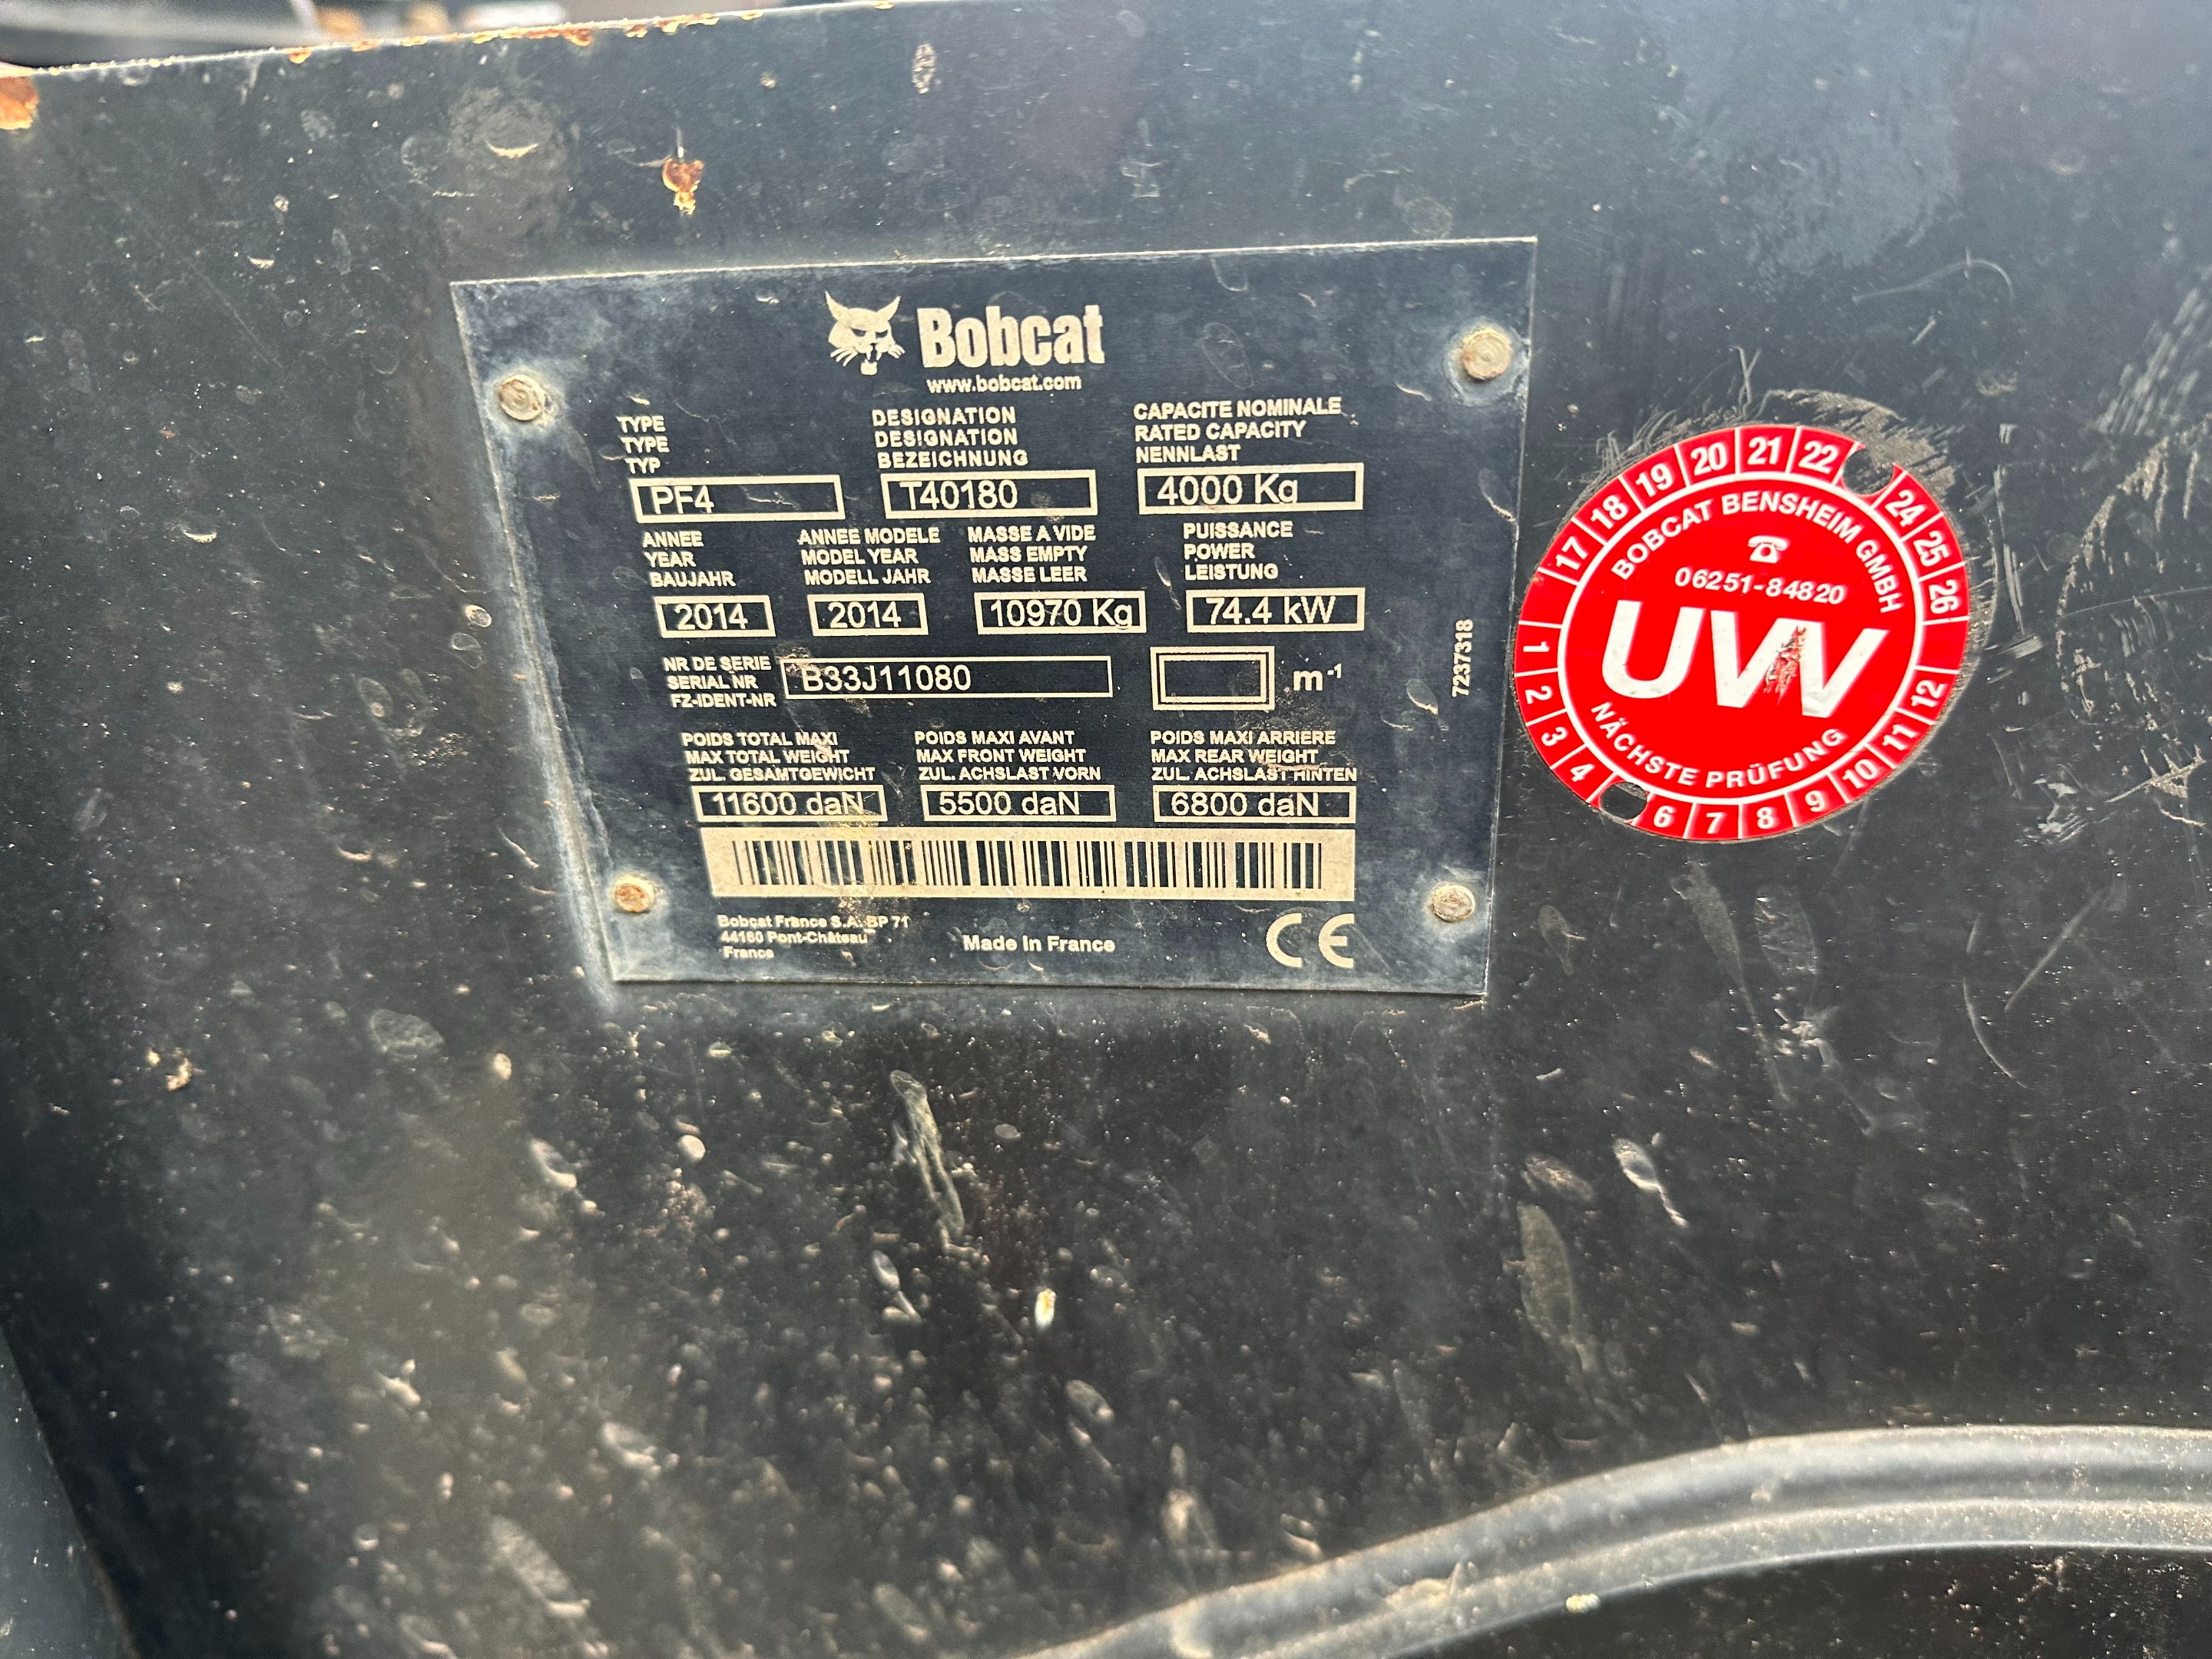 Bobcat
www.bobcat.com
TYPE
TYPE
TYP
PF4
DESIGNATION
DESIGNATION
BEZEICHNUNG
T40180
CAPACITE NOMINALE
RATED CAPACITY
NENNLAST
4000 Kg
ANNEE
YEAR
BAUJAHR
2014
ANNEE MODELE
MODEL YEAR
MODELL JAHR
2014
MASSE A VIDE
MASS EMPTY
MASSE LEER
10970 Kg
PUISSANCE
POWER
LEISTUNG
74.4 kW
NR DE SERIE
SERIAL NR
FZ-IDENT-NR
B33J11080
m-1
7237318
POIDS TOTAL MAXI
MAX TOTAL WEIGHT
ZUL. GESAMTGEWICHT
11600 daN
POIDS MAXI AVANT
MAX FRONT WEIGHT
ZUL. ACHSLAST VORN
5500 daN
POIDS MAXI ARRIERE
MAX REAR WEIGHT
ZUL. ACHSLAST HINTEN
6800 daN
Bobcat France S.A. BP 71
44160 Pont-Château
France
Made in France
CE
17 18 19 20 21 22 24 25 26
BOBCAT BENSHEIM GMBH
☎
06251-84820
UVV
NÄCHSTE PRÜFUNG
1 2 3 4 6 7 8 9 10 11 12